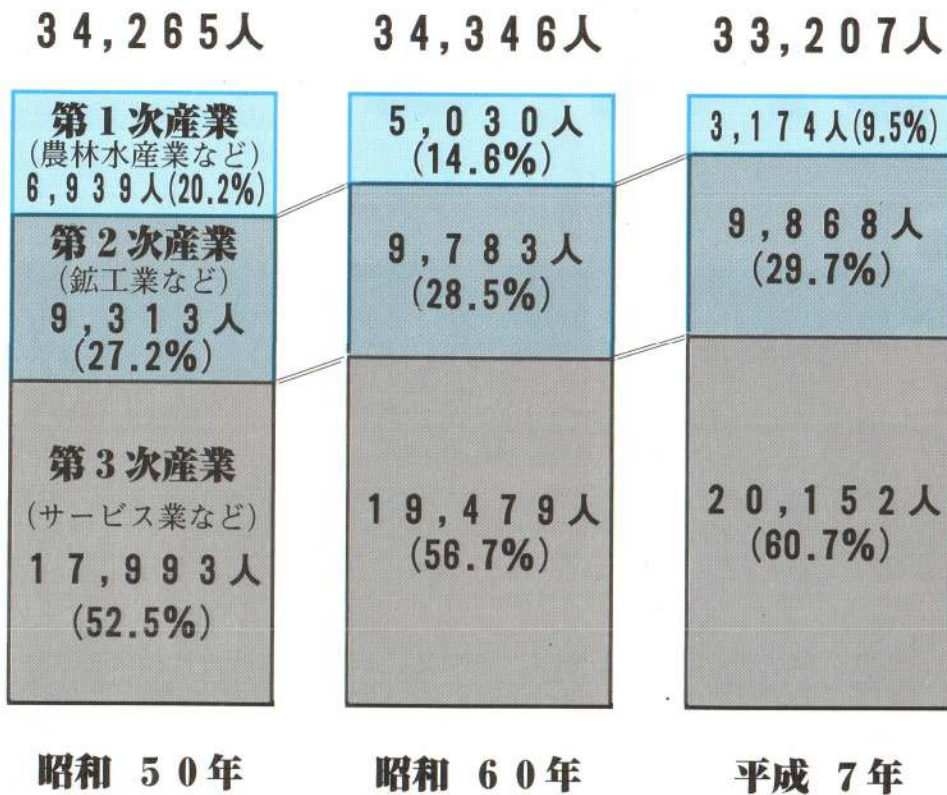 34,265人
34,346人
33,207人
第1次産業
(農林水産業など)
6,939人(20.2%)
第2次産業
(鉱工業など)
9,313人
(27.2%)
第3次産業
(サービス業など)
17,993人
(52.5%)
昭和 50年
5,030人
(14.6%)
9,783人
(28.5%)
19,479人
(56.7%)
昭和 60年
3,174人(9.5%)
9,868人
(29.7%)
20,152人
(60.7%)
平成 7年